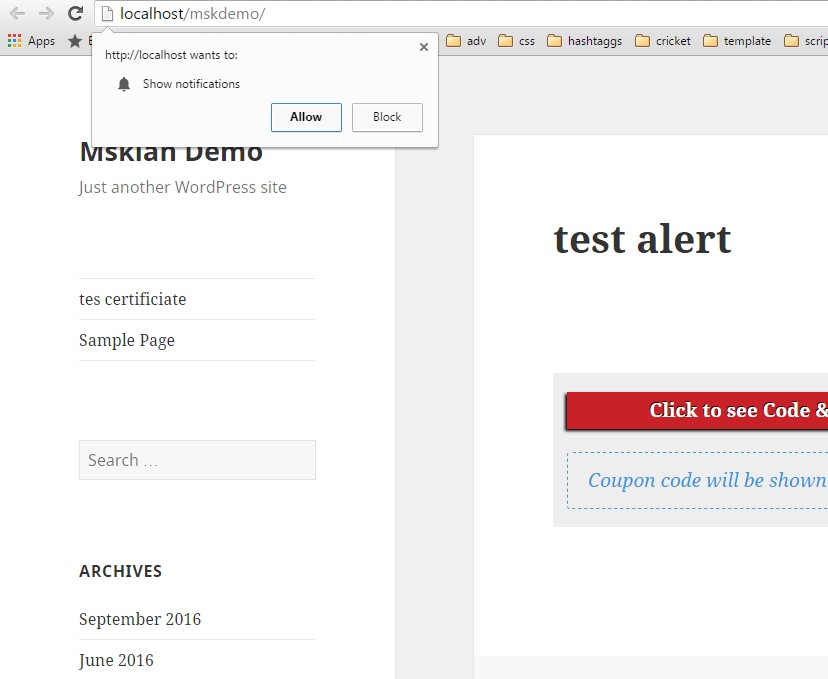 localhost/mskdemo/
Apps
adv
css
hashtaggs
cricket
template
scrip
http://localhost wants to:
Show notifications
Allow
Block
Mskian Demo
Just another WordPress site
test alert
tes certificiate
Sample Page
Click to see Code &
Search …
Coupon code will be shown
ARCHIVES
September 2016
June 2016